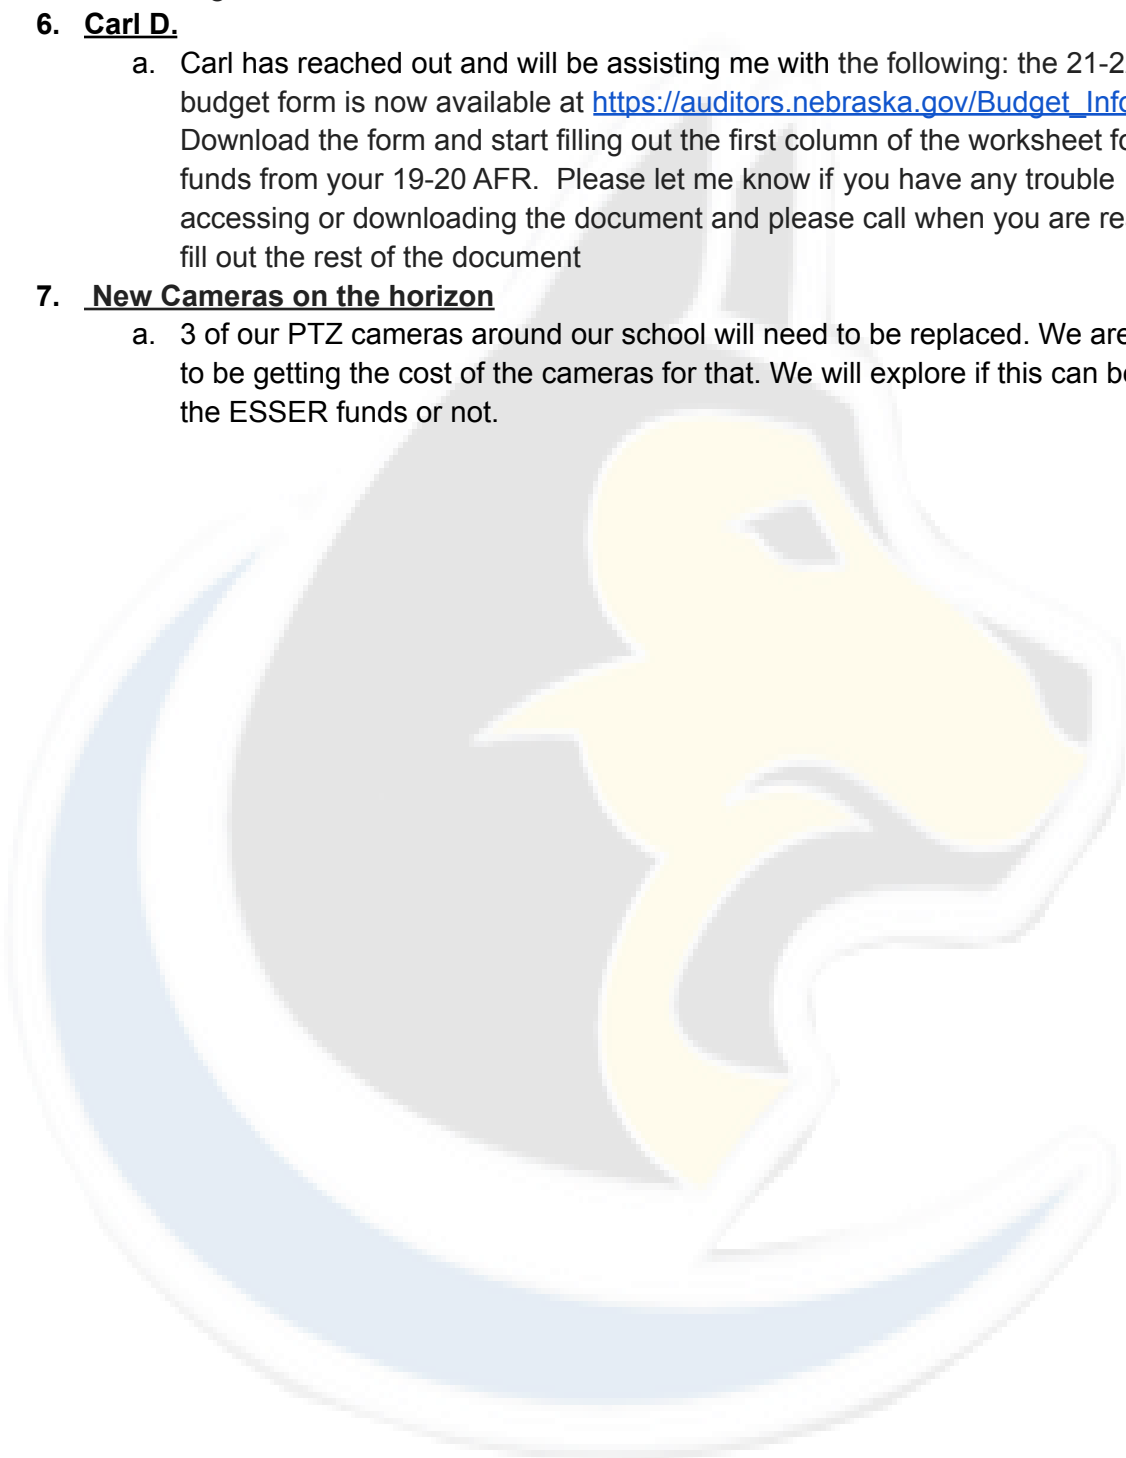 6. Carl D.
a. Carl has reached out and will be assisting me with the following: the 21-2
budget form is now available at https://auditors.nebraska.gov/Budget_Info
Download the form and start filling out the first column of the worksheet fo
funds from your 19-20 AFR. Please let me know if you have any trouble
accessing or downloading the document and please call when you are re
fill out the rest of the document
7. New Cameras on the horizon
a. 3 of our PTZ cameras around our school will need to be replaced. We are
to be getting the cost of the cameras for that. We will explore if this can be
the ESSER funds or not.